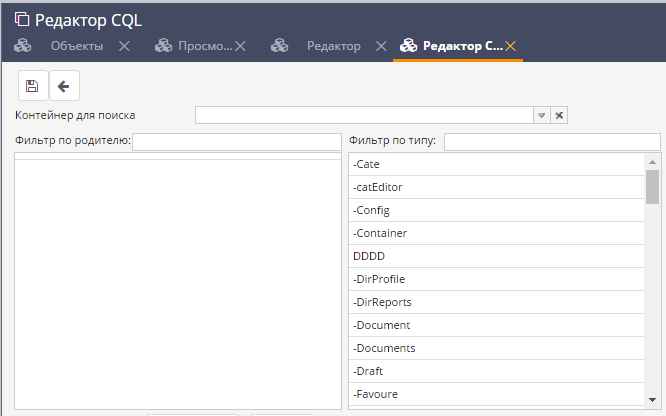 Редактор CQL
Объекты Просмо... Редактор Редактор С...
Контейнер для поиска
Фильтр по родителю: Фильтр по типу:
-Cate
-catEditor
-Config
-Container
DDDD
-DirProfile
-DirReports
-Document
-Documents
-Draft
-Favoure